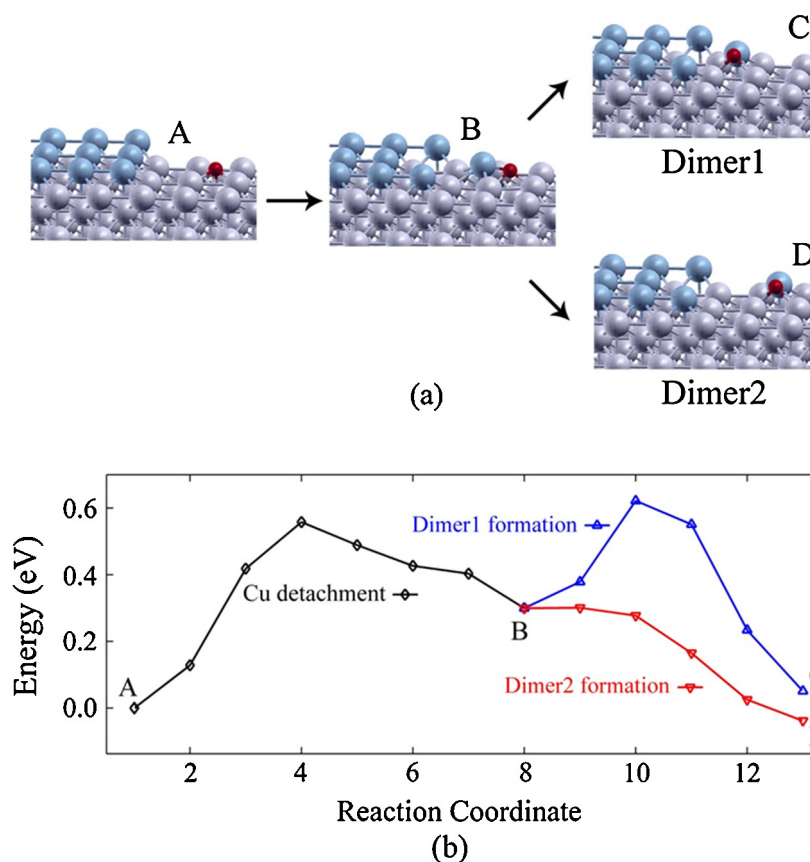 C
A
B
Dimer1
D
Dimer2
(a)
0.6
Dimer1 formation
0.4
Cu detachment
B
0.2
Dimer2 formation
A
0.0
Energy (eV)
2 4 6 8 10 12
Reaction Coordinate
(b)